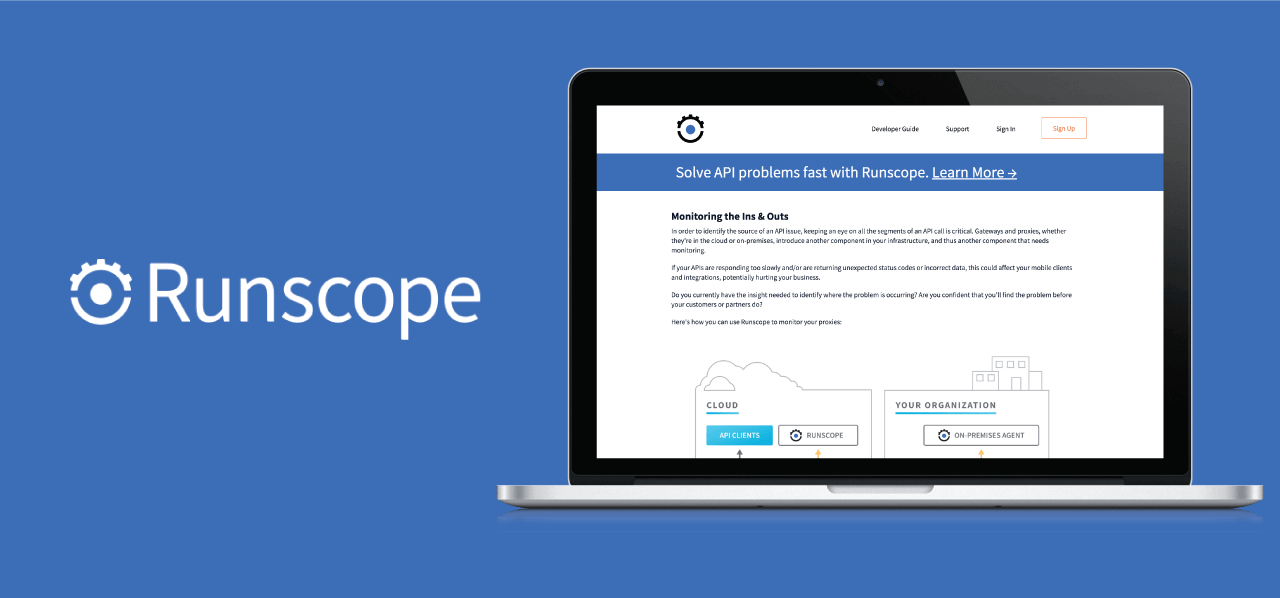 Runscope
Developer Guide
Support
Sign In
Sign Up
Solve API problems fast with Runscope. Learn More →
Monitoring the Ins & Outs
In order to identify the source of an API issue, keeping an eye on all the segments of an API call is critical. Gateways and proxies, whether
they're in the cloud or on-premises, introduce another component in your infrastructure, and thus another component that needs
monitoring.
If your APIs are responding too slowly and/or are returning unexpected status codes or incorrect data, this could affect your mobile clients
and integrations, potentially hurting your business.
Do you currently have the insight needed to identify where the problem is occurring? Are you confident that you'll find the problem before
your customers or partners do?
Here's how you can use Runscope to monitor your proxies:
CLOUD
API CLIENTS
RUNSCOPE
YOUR ORGANIZATION
ON-PREMISES AGENT